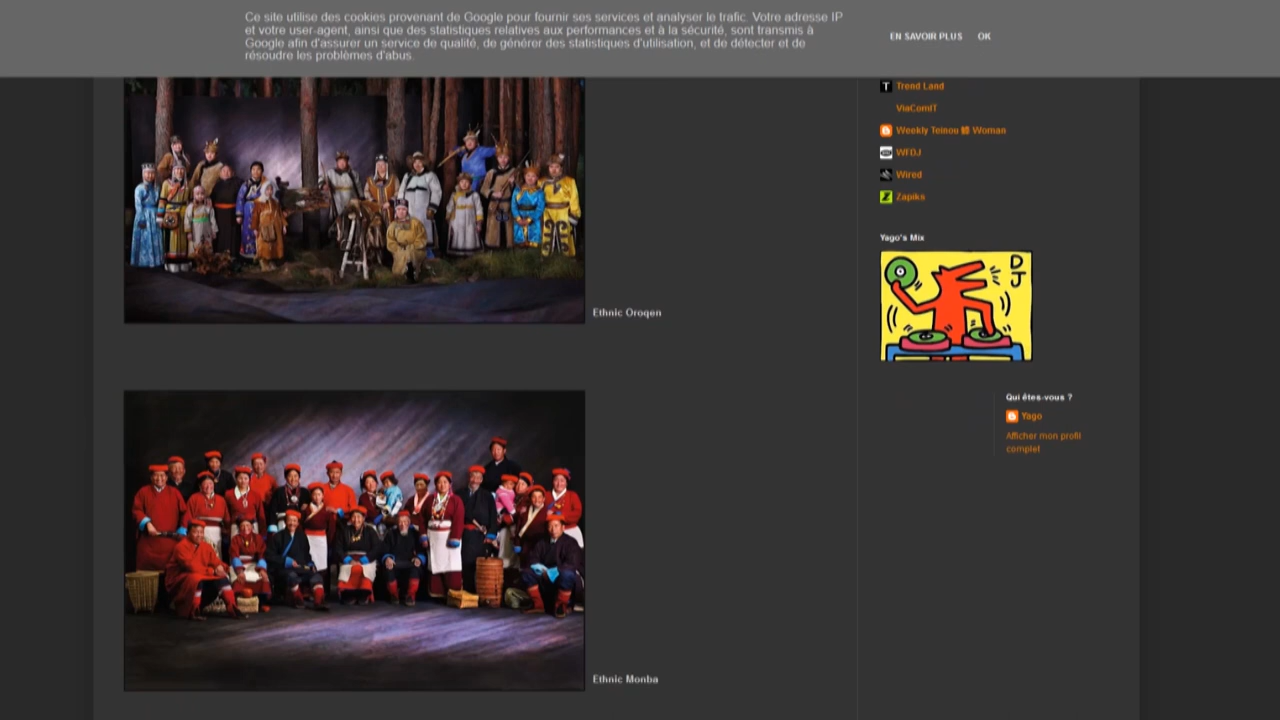 Ce site utilise des cookies provenant de Google pour fournir ses services et analyser le trafic. Votre adresse IP
et votre user-agent, ainsi que des statistiques relatives aux performances et à la sécurité, sont transmis à
Google afin d'assurer un service de qualité, de générer des statistiques d'utilisation, et de détecter et de
résoudre les problèmes d'abus.
EN SAVOIR PLUS OK
Trend Land
ViaComIT
Weekly Teinou 蜂 Woman
WFDJ
Wired
Zapiks
Yago's Mix
DJ
Ethnic Oroqen
Qui êtes-vous ?
Yago
Afficher mon profil
complet
Ethnic Monba